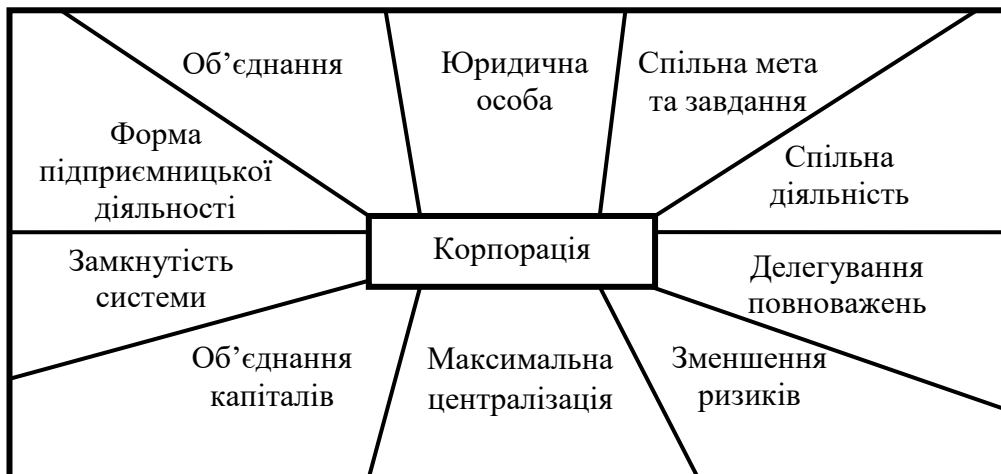 Об’єднання
Юридична
особа
Спільна мета
та завдання
Форма
підприємницької
діяльності
Спільна
діяльність
Корпорація
Замкнутість
системи
Делегування
повноважень
Об’єднання
капіталів
Максимальна
централізація
Зменшення
ризиків